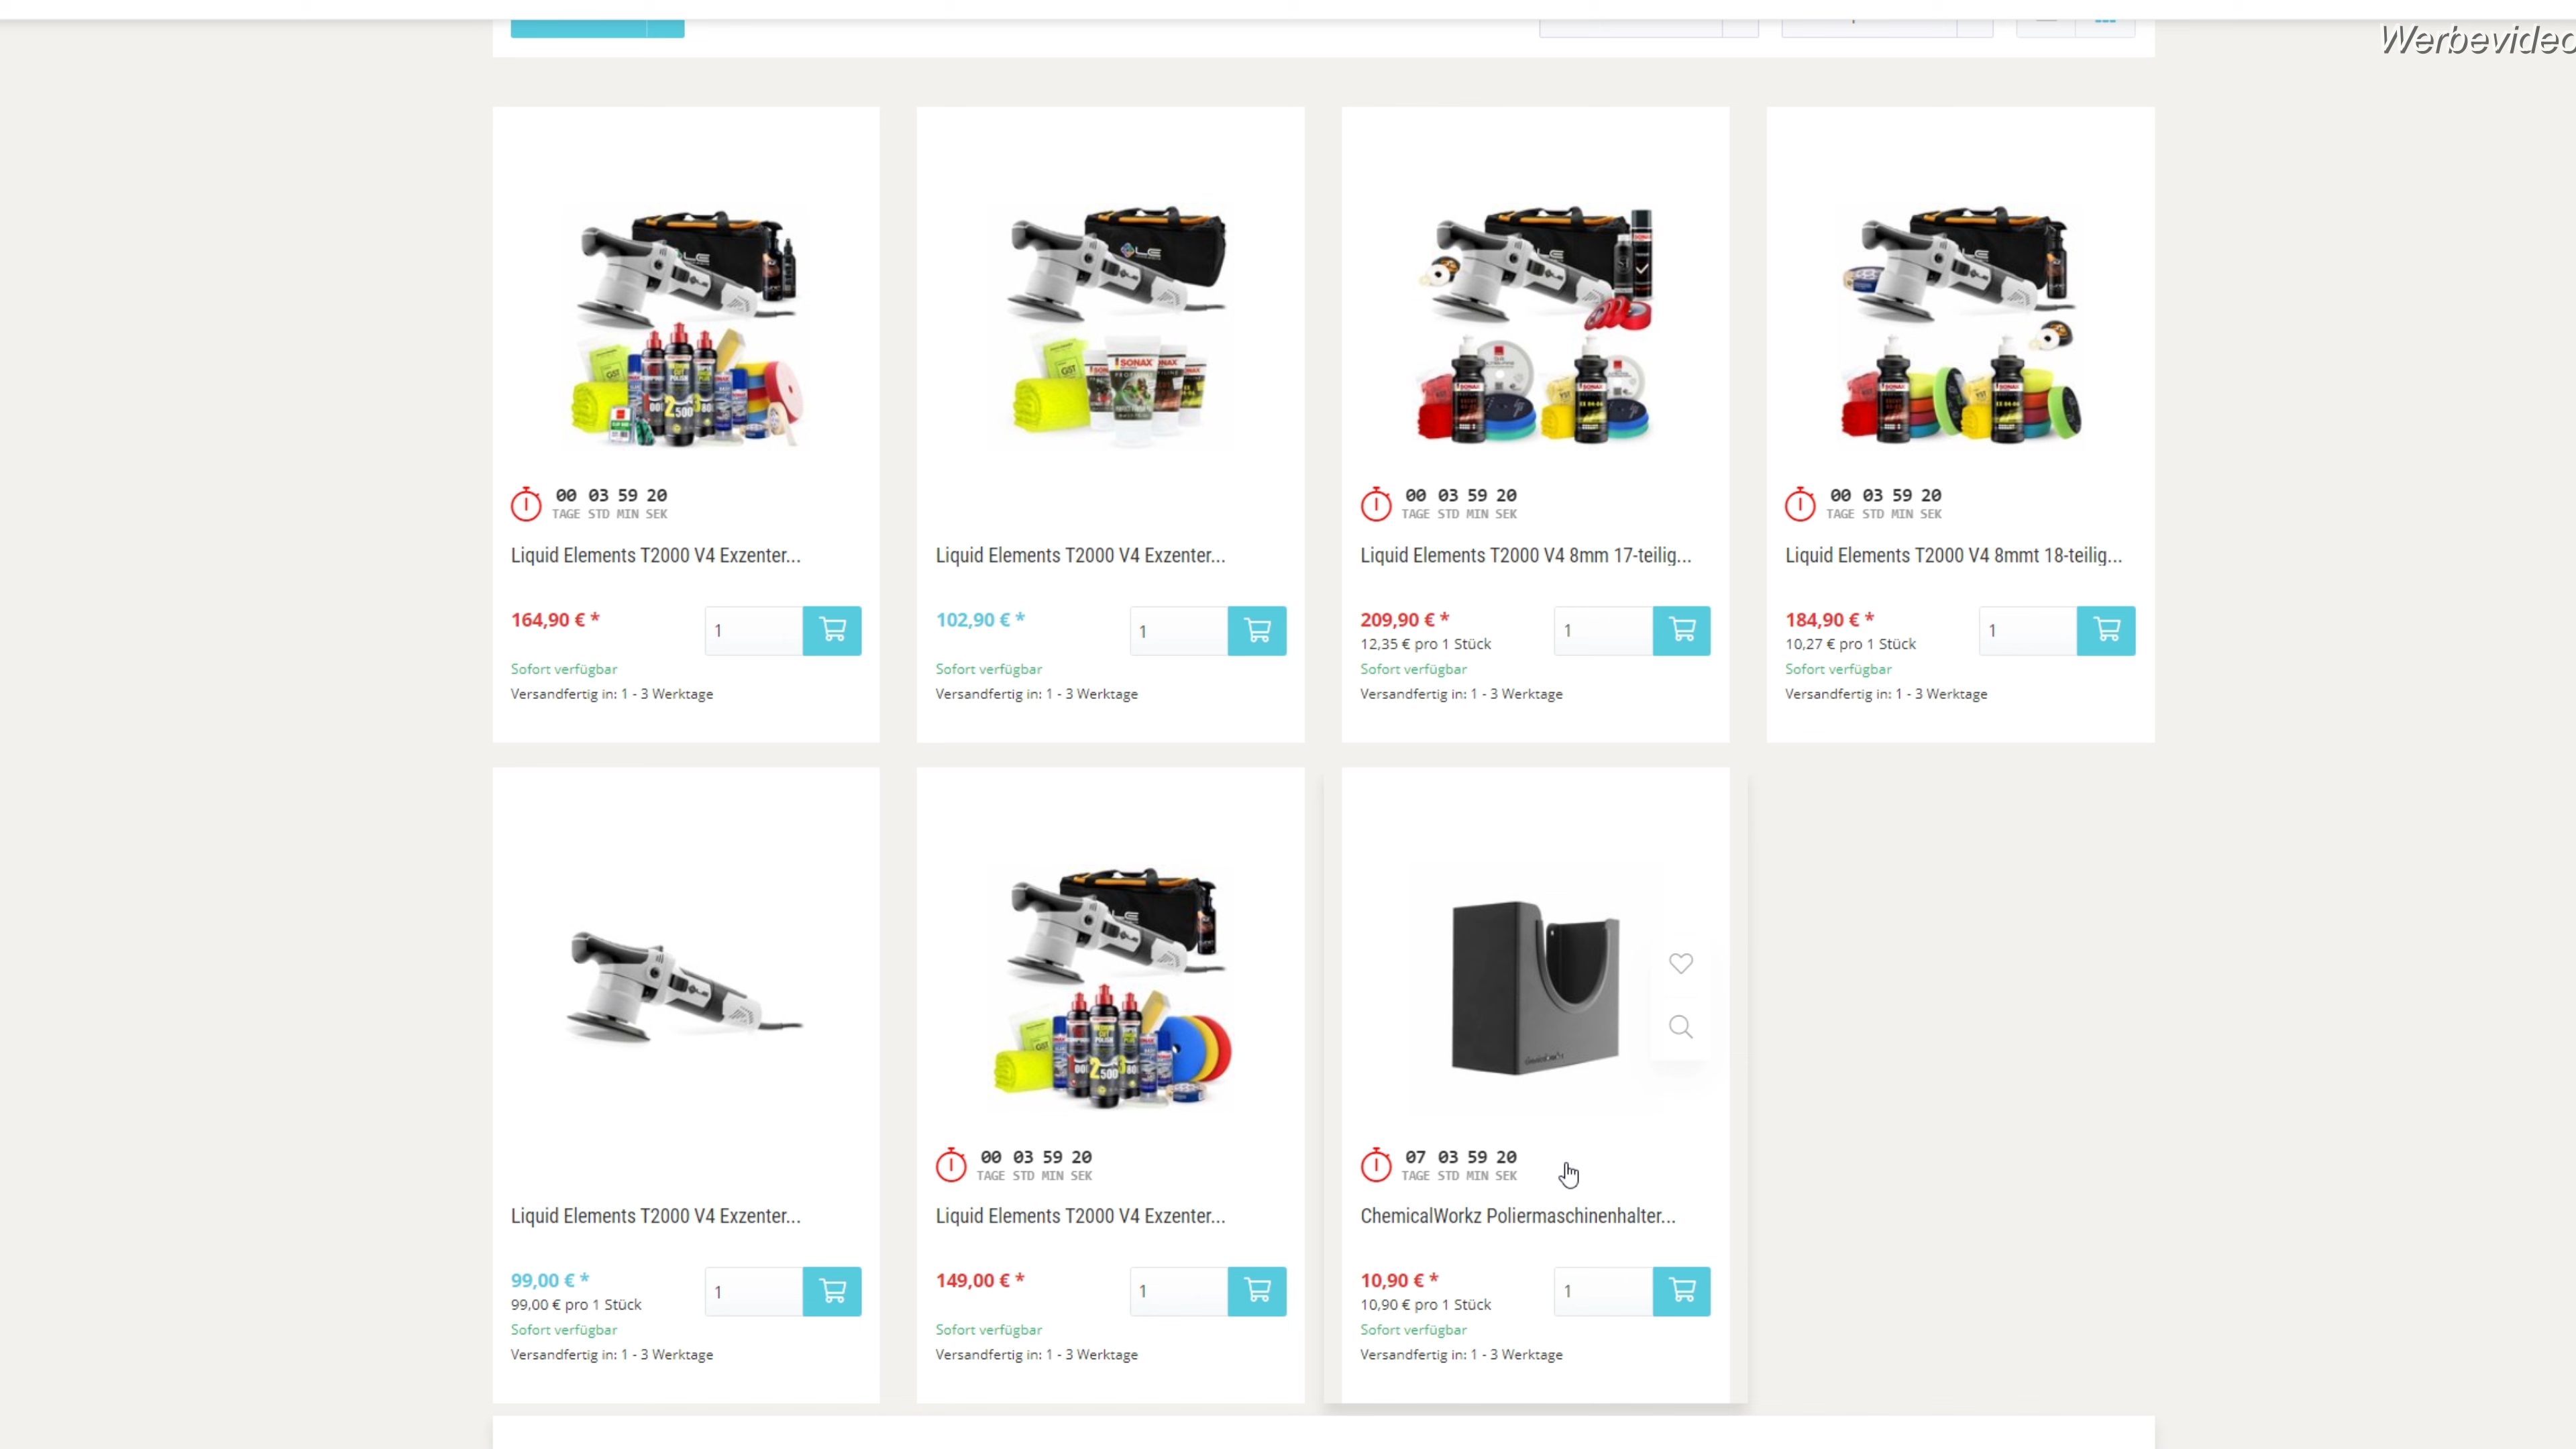 Werbevideo
00 03 59 20
TAGE STD MIN SEK
Liquid Elements T2000 V4 Exzenter...
164,90 € *
1
Sofort verfügbar
Versandfertig in: 1 - 3 Werktage
Liquid Elements T2000 V4 Exzenter...
102,90 € *
1
Sofort verfügbar
Versandfertig in: 1 - 3 Werktage
00 03 59 20
TAGE STD MIN SEK
Liquid Elements T2000 V4 8mm 17-teilig...
209,90 € *
12,35 € pro 1 Stück
1
Sofort verfügbar
Versandfertig in: 1 - 3 Werktage
00 03 59 20
TAGE STD MIN SEK
Liquid Elements T2000 V4 8mmt 18-teilig...
184,90 € *
10,27 € pro 1 Stück
1
Sofort verfügbar
Versandfertig in: 1 - 3 Werktage
Liquid Elements T2000 V4 Exzenter...
99,00 € *
99,00 € pro 1 Stück
1
Sofort verfügbar
Versandfertig in: 1 - 3 Werktage
00 03 59 20
TAGE STD MIN SEK
Liquid Elements T2000 V4 Exzenter...
149,00 € *
1
Sofort verfügbar
Versandfertig in: 1 - 3 Werktage
07 03 59 20
TAGE STD MIN SEK
ChemicalWorkz Poliermaschinenhalter...
10,90 € *
10,90 € pro 1 Stück
1
Sofort verfügbar
Versandfertig in: 1 - 3 Werktage